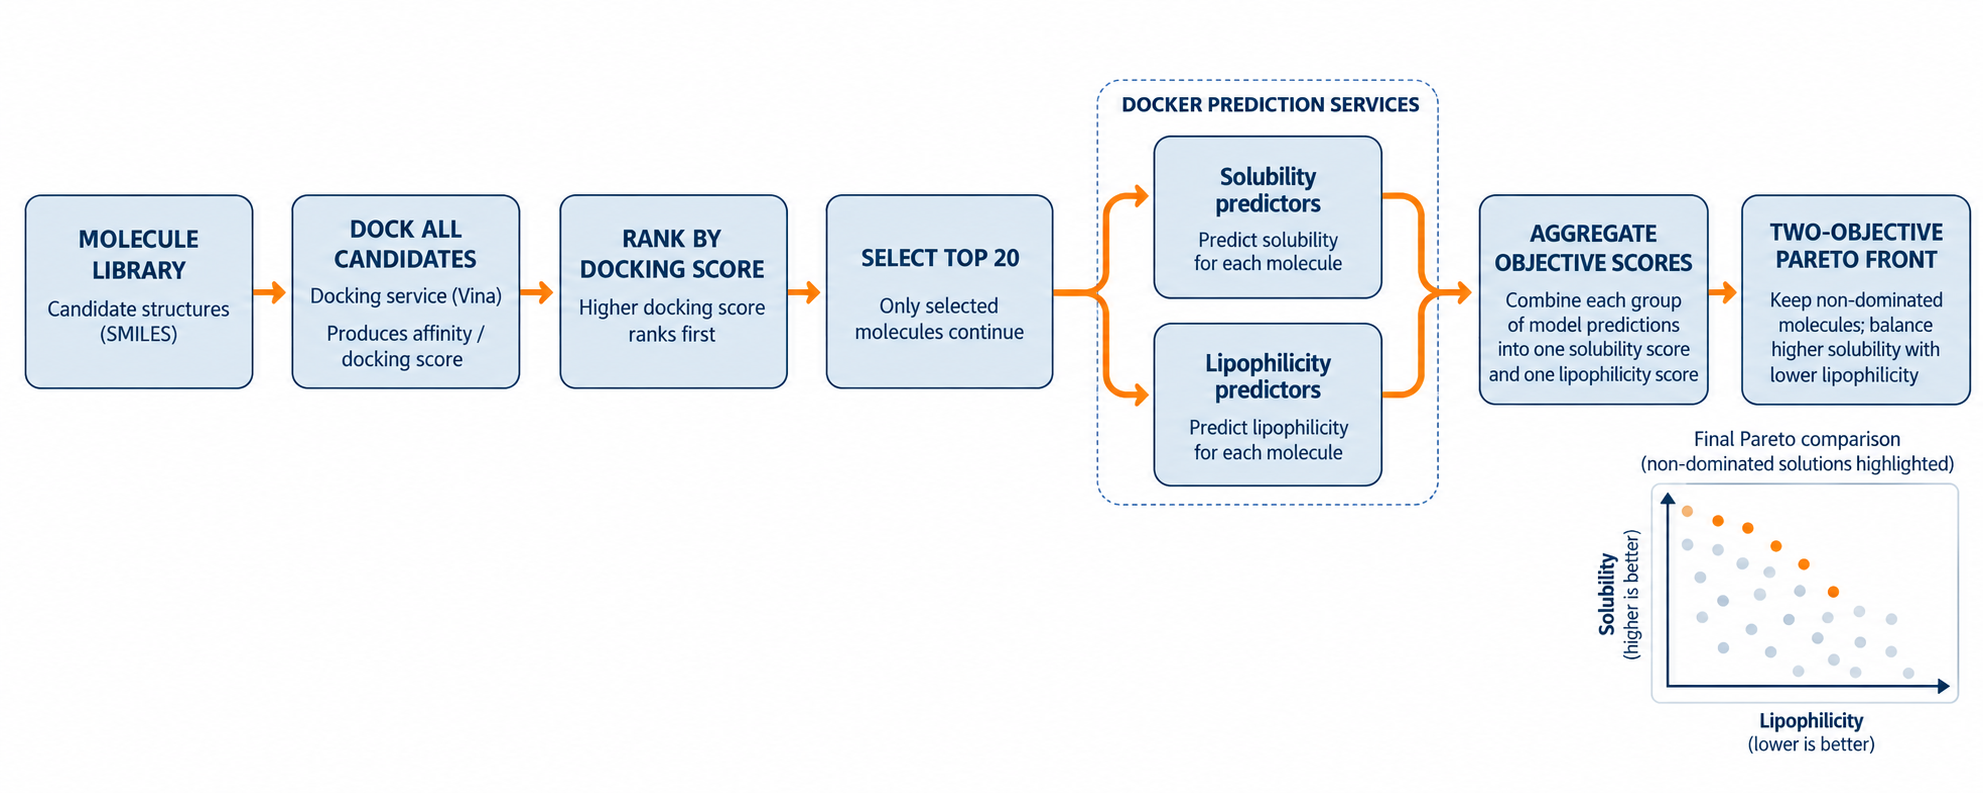 MOLECULE
LIBRARY
Candidate structures
(SMILES)
DOCK ALL
CANDIDATES
Docking service (Vina)
Produces affinity /
docking score
RANK BY
DOCKING SCORE
Higher docking score
ranks first
SELECT TOP 20
Only selected
molecules continue
DOCKER PREDICTION SERVICES
Solubility
predictors
Predict solubility
for each molecule
Lipophilicity
predictors
Predict lipophilicity
for each molecule
AGGREGATE
OBJECTIVE SCORES
Combine each group
of model predictions
into one solubility score
and one lipophilicity score
TWO-OBJECTIVE
PARETO FRONT
Keep non-dominated
molecules; balance
higher solubility with
lower lipophilicity
Final Pareto comparison
(non-dominated solutions highlighted)
Solubility
(higher is better)
Lipophilicity
(lower is better)